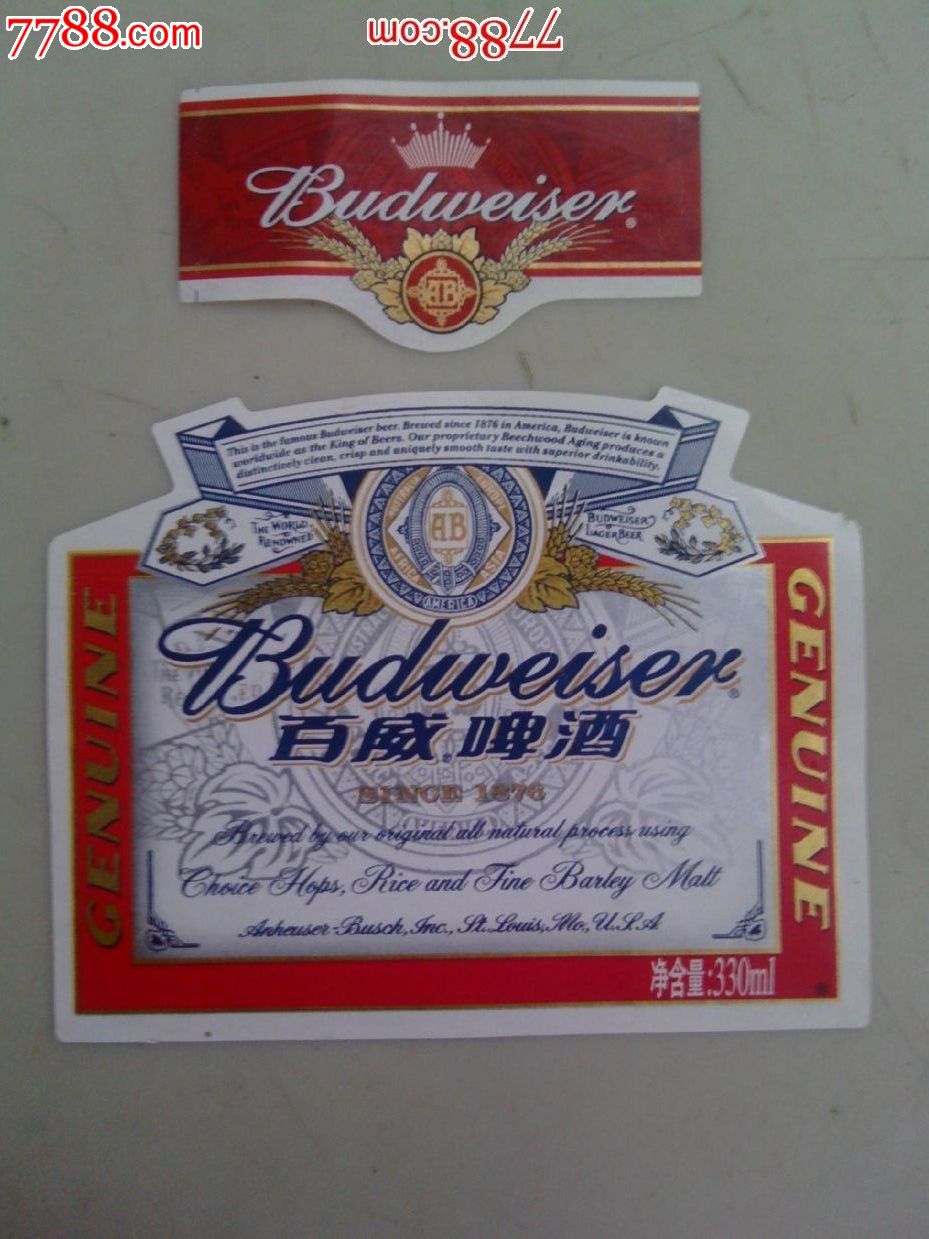 7788.com
7788.com
Budweiser®
AB
This is the famous Budweiser beer. Brewed since 1876 in America, Budweiser is known
worldwide as the King of Beers. Our proprietary Beechwood Aging produces a
distinctively clean, crisp and uniquely smooth taste with superior drinkability.
THE WORLD
RENOWNED
AB
AMERICA
BUDWEISER
LAGER BEER
GENUINE
GENUINE
Budweiser®
百威®啤酒
SINCE 1876
Brewed by our original all natural process using
Choice Hops, Rice and Fine Barley Malt
Anheuser-Busch, Inc., St. Louis, Mo., U.S.A.
净含量:330ml